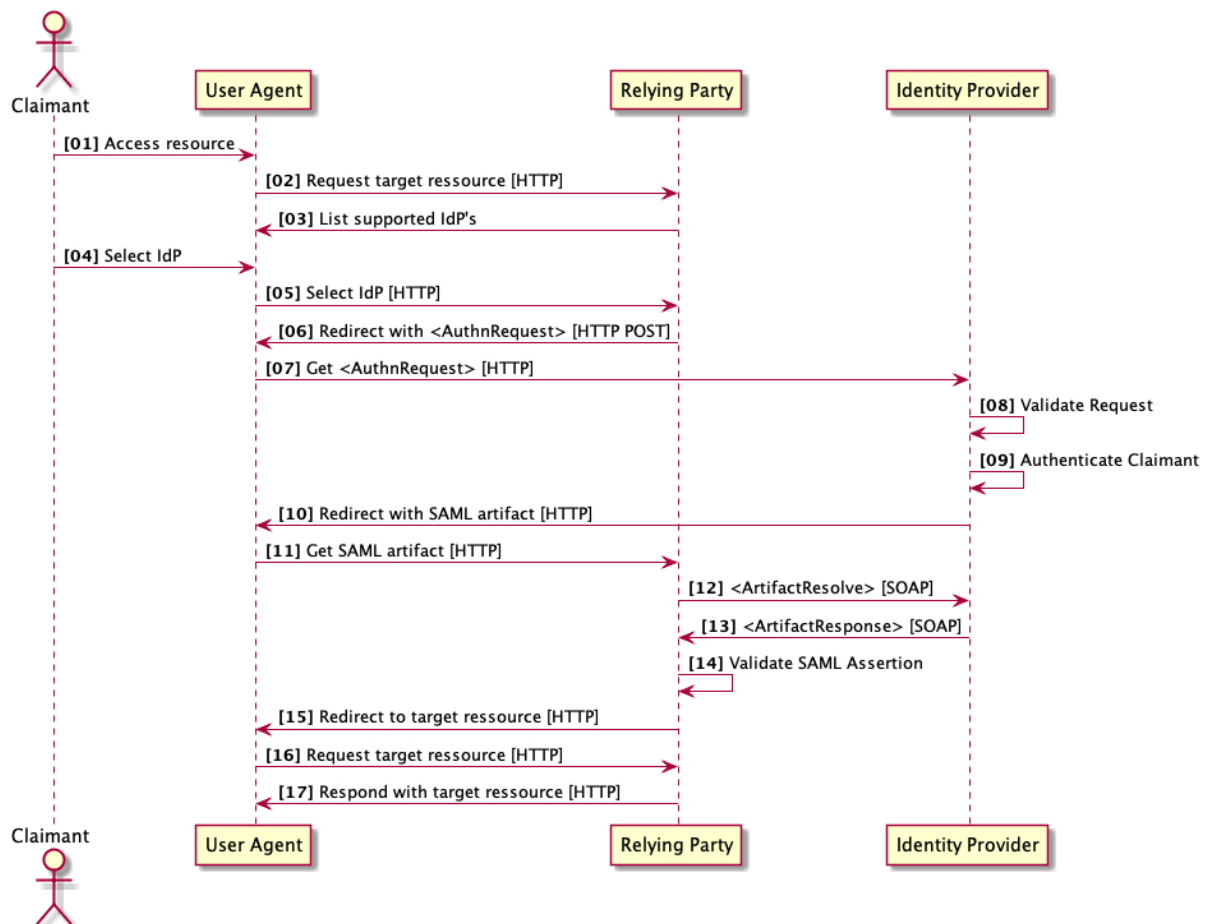 Claimant
User Agent
Relying Party
Identity Provider
[01] Access resource
[02] Request target ressource [HTTP]
[03] List supported IdP's
[04] Select IdP
[05] Select IdP [HTTP]
[06] Redirect with <AuthnRequest> [HTTP POST]
[07] Get <AuthnRequest> [HTTP]
[08] Validate Request
[09] Authenticate Claimant
[10] Redirect with SAML artifact [HTTP]
[11] Get SAML artifact [HTTP]
[12] <ArtifactResolve> [SOAP]
[13] <ArtifactResponse> [SOAP]
[14] Validate SAML Assertion
[15] Redirect to target ressource [HTTP]
[16] Request target ressource [HTTP]
[17] Respond with target ressource [HTTP]
Claimant
User Agent
Relying Party
Identity Provider